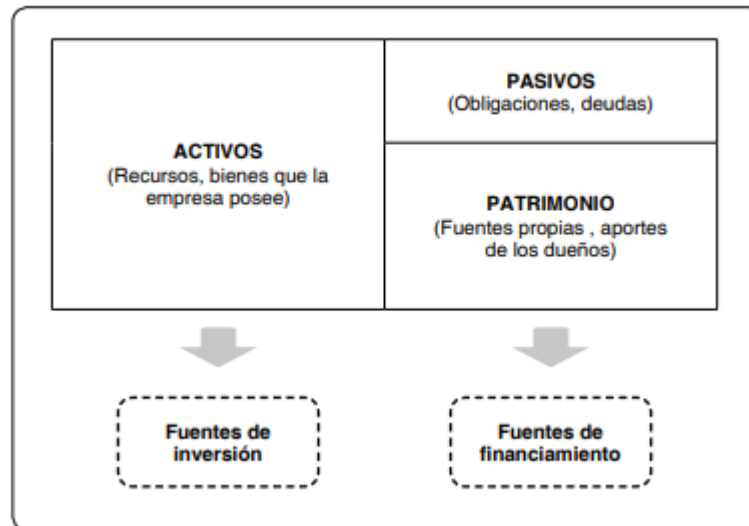 ACTIVOS
(Recursos, bienes que la
empresa posee)
PASIVOS
(Obligaciones, deudas)
PATRIMONIO
(Fuentes propias , aportes
de los dueños)
Fuentes de
inversión
Fuentes de
financiamiento